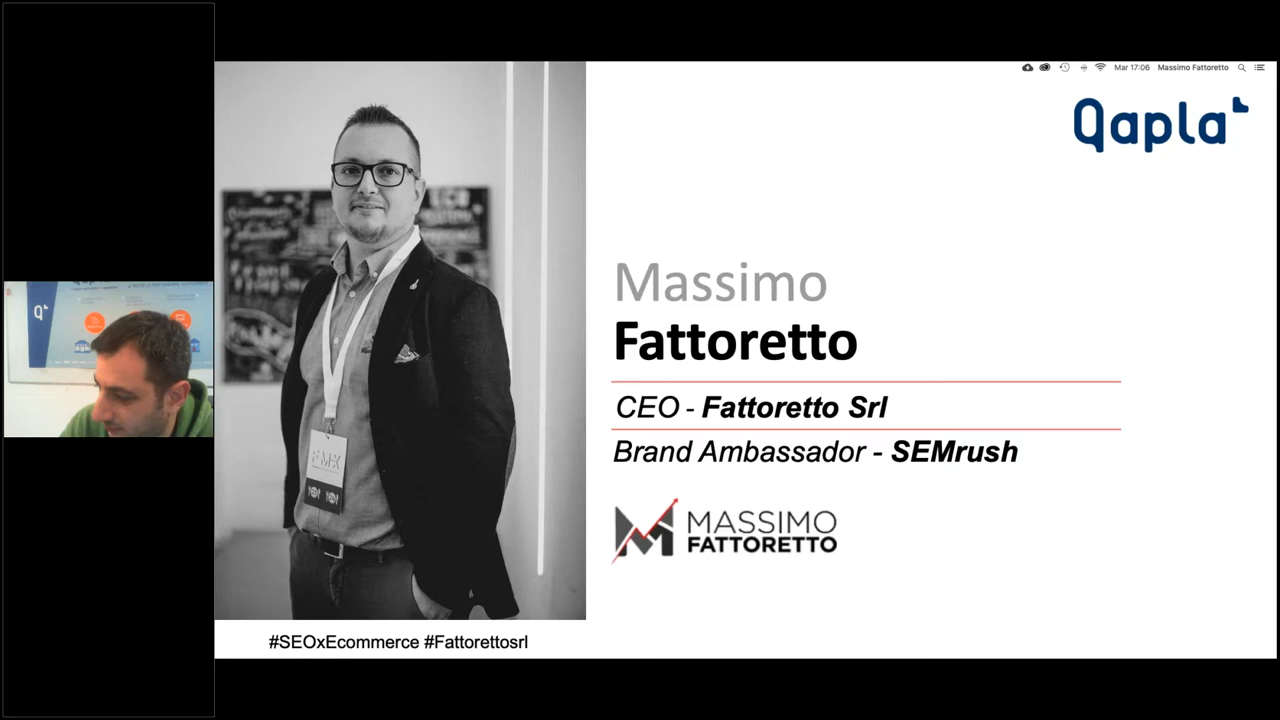 Mar 17:06 Massimo Fattoretto
Qapla'
Massimo
Fattoretto
CEO - Fattoretto Srl
Brand Ambassador - SEMrush
MASSIMO
FATTORETTO
#SEOxEcommerce #Fattorettosrl